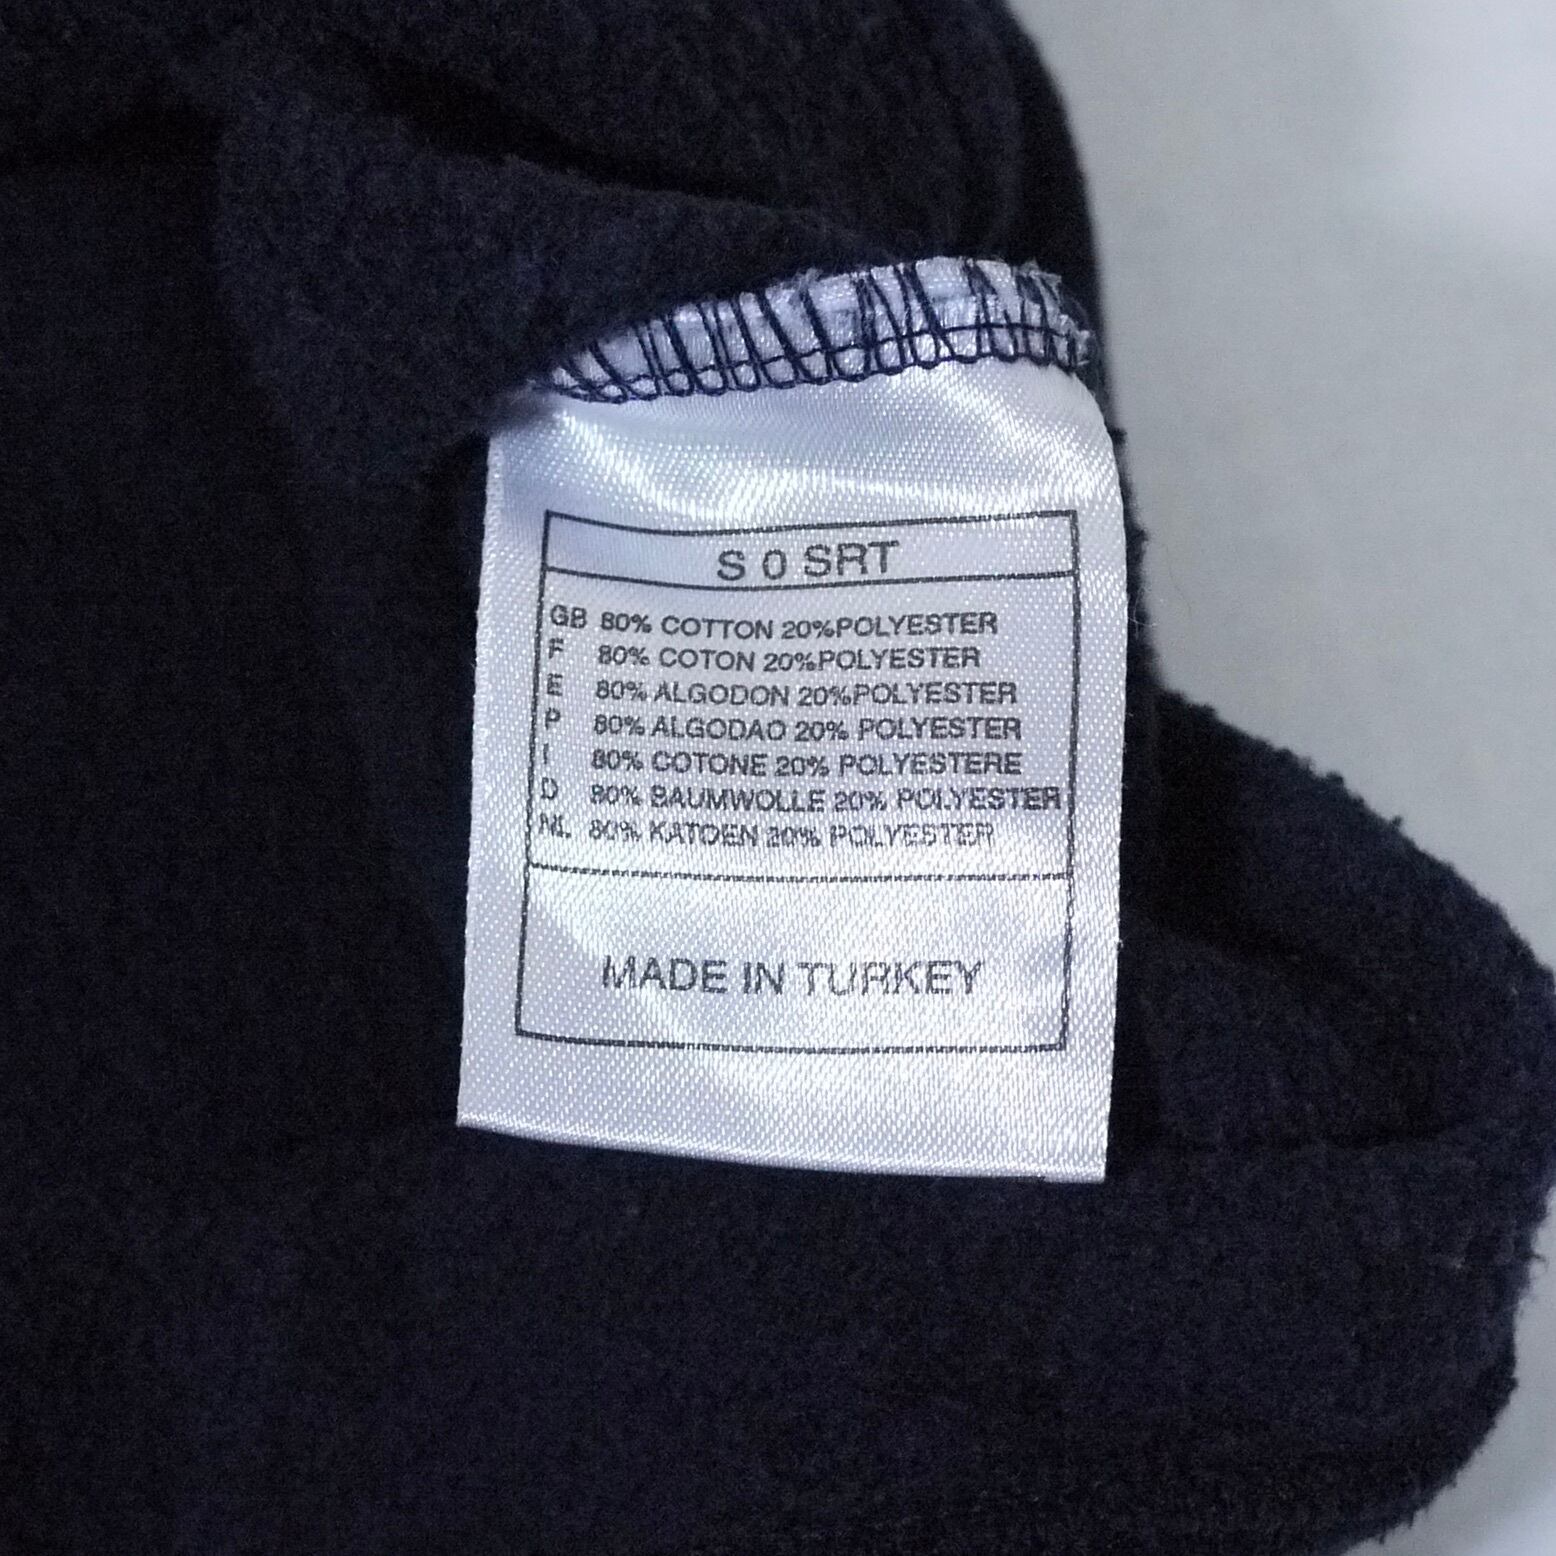 S 0 SRT
GB 80% COTTON 20%POLYESTER
F 80% COTON 20%POLYESTER
E 80% ALGODON 20%POLYESTER
P 80% ALGODAO 20% POLYESTER
I 80% COTONE 20% POLYESTERE
D 80% BAUMWOLLE 20% POLYESTER
NL 80% KATOEN 20% POLYESTER
MADE IN TURKEY